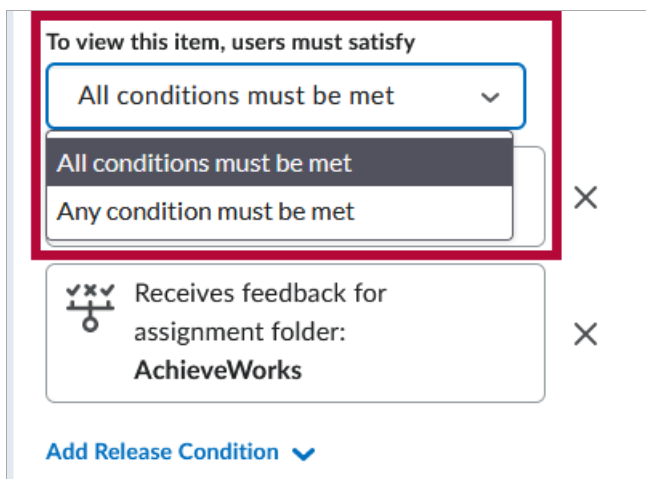 To view this item, users must satisfy
All conditions must be met
All conditions must be met
Any condition must be met
Receives feedback for
assignment folder:
AchieveWorks
Add Release Condition